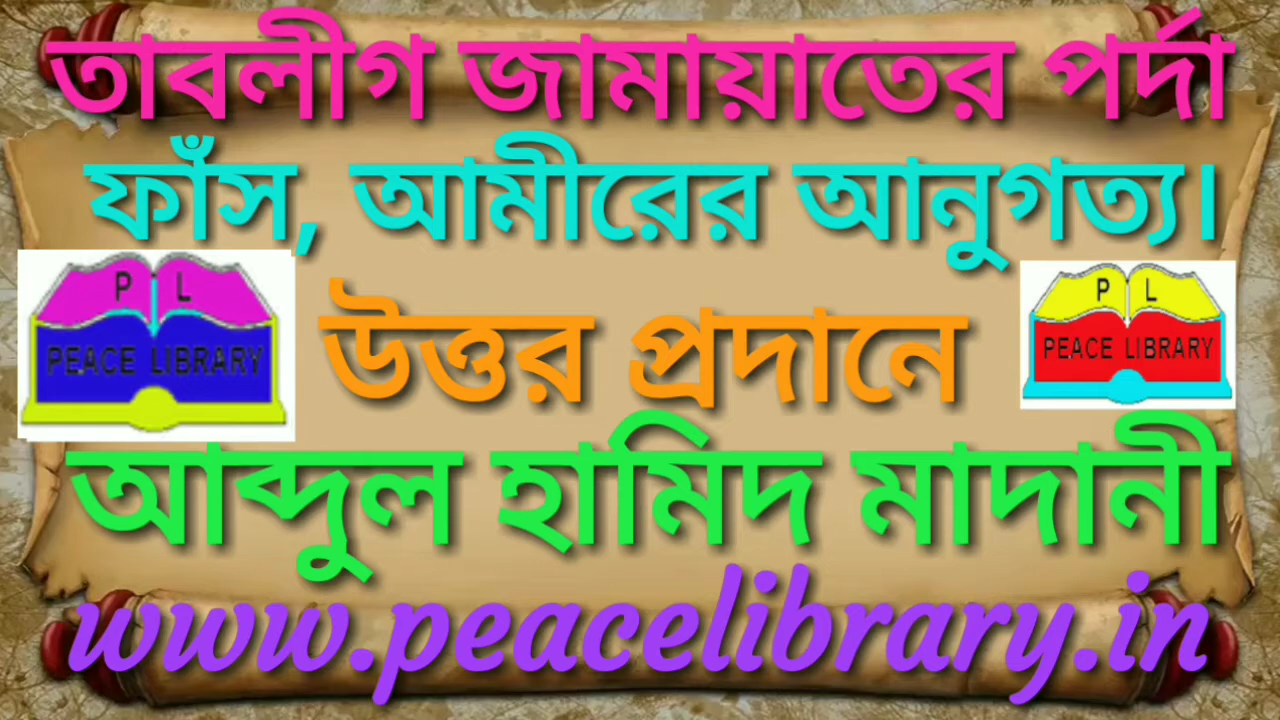 তাবলীগ জামায়াতের পর্দা
ফাঁস, আমীরের আনুগত্য।
P L
PEACE LIBRARY
উত্তর প্রদানে
P L
PEACE LIBRARY
আব্দুল হামিদ মাদানী
www.peacelibrary.in